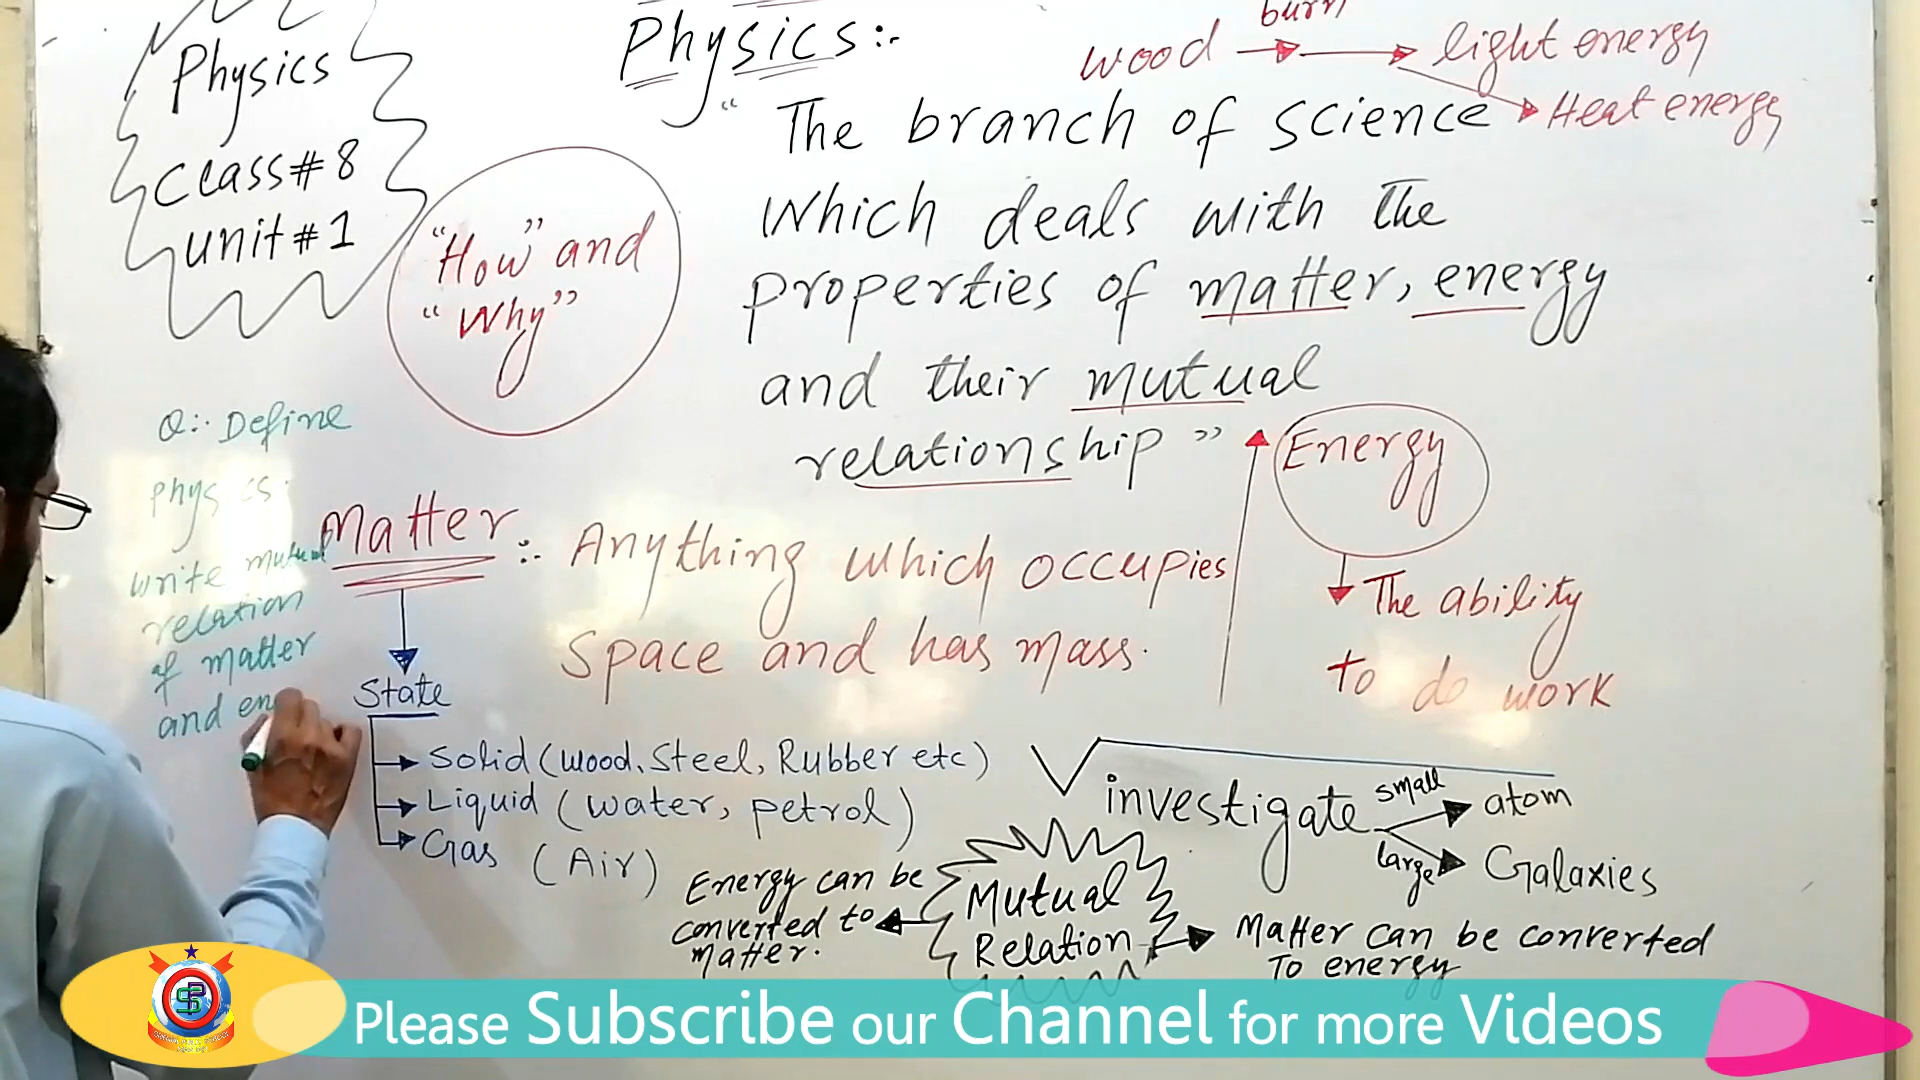 Physics
class#8
unit#1
"How" and
"Why"
Physics:-
wood burn light energy
Heat energy
"The branch of science
which deals with the
properties of matter, energy
and their mutual
relationship"
Energy
The ability
to do work
Q:- Define
Physics.
write mutual
relation
of matter
and en
Matter:- Anything which occupies
space and has mass.
State
Solid (wood, Steel, Rubber etc)
Liquid (water, petrol)
Gas (Air)
investigate small atom
large Galaxies
Mutual
Relation
Energy can be
converted to
matter.
Matter can be converted
To energy
Please Subscribe our Channel for more Videos